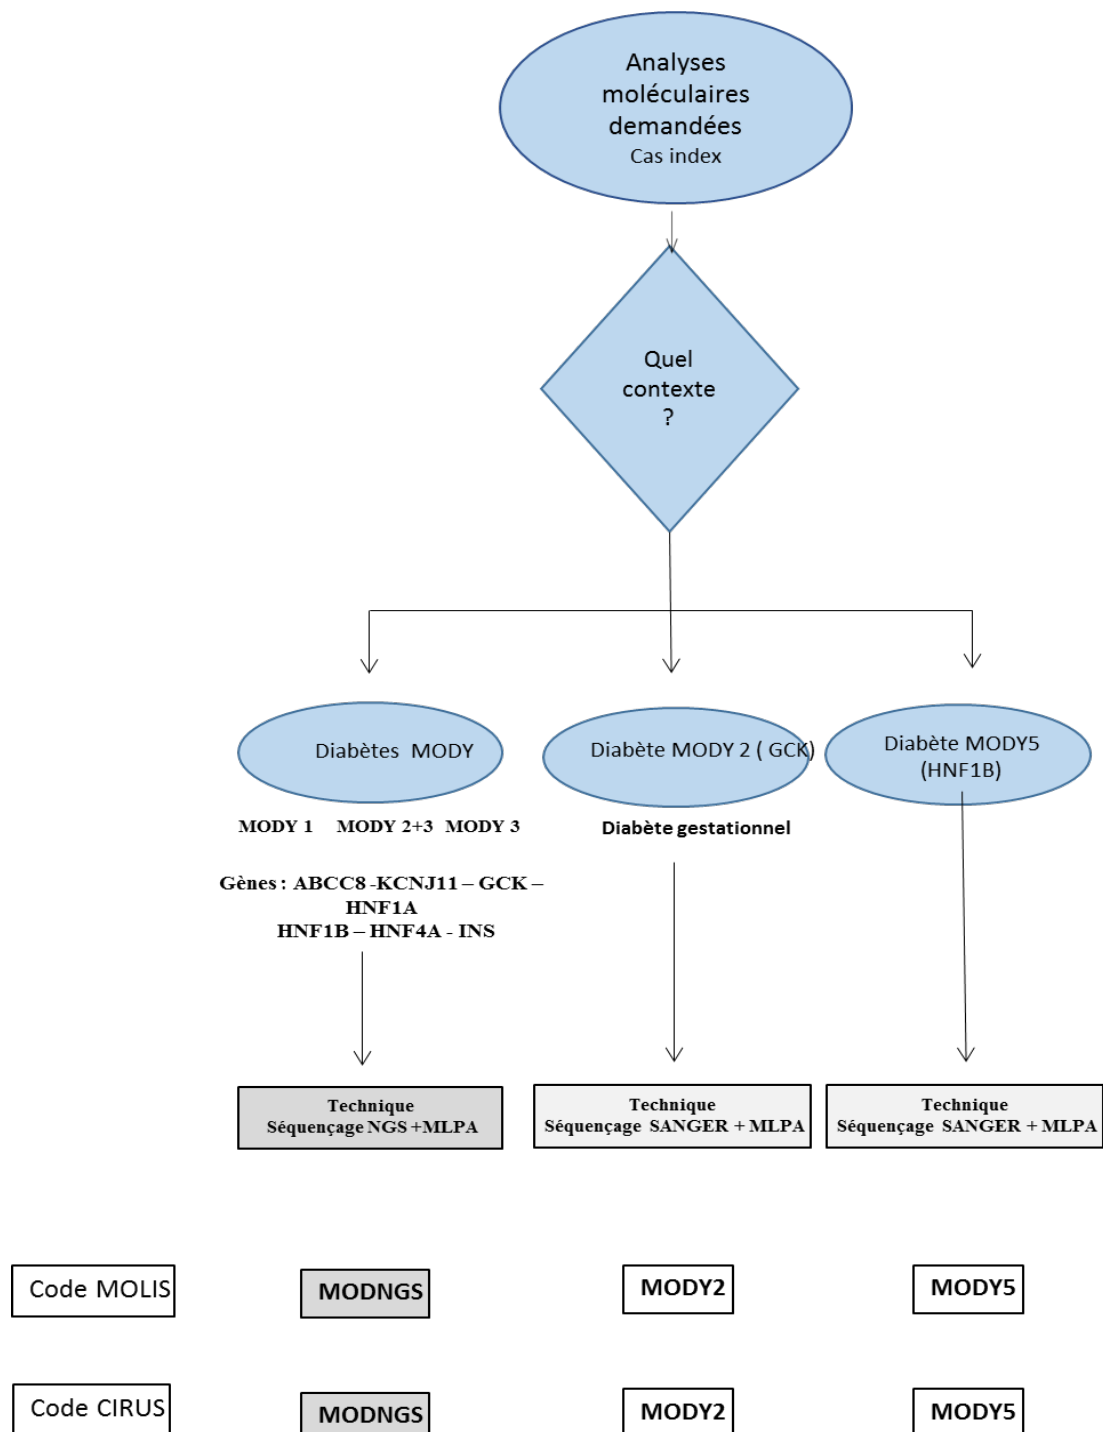 Analyses
moléculaires
demandées
Cas index
Quel
contexte
?
Diabètes MODY
Diabète MODY 2 ( GCK)
Diabète MODY5
(HNF1B)
MODY 1 MODY 2+3 MODY 3
Diabète gestationnel
Gènes : ABCC8 -KCNJ11 – GCK –
HNF1A
HNF1B – HNF4A - INS
Technique
Séquençage NGS +MLPA
Technique
Séquençage SANGER + MLPA
Technique
Séquençage SANGER + MLPA
Code MOLIS
MODNGS
MODY2
MODY5
Code CIRUS
MODNGS
MODY2
MODY5